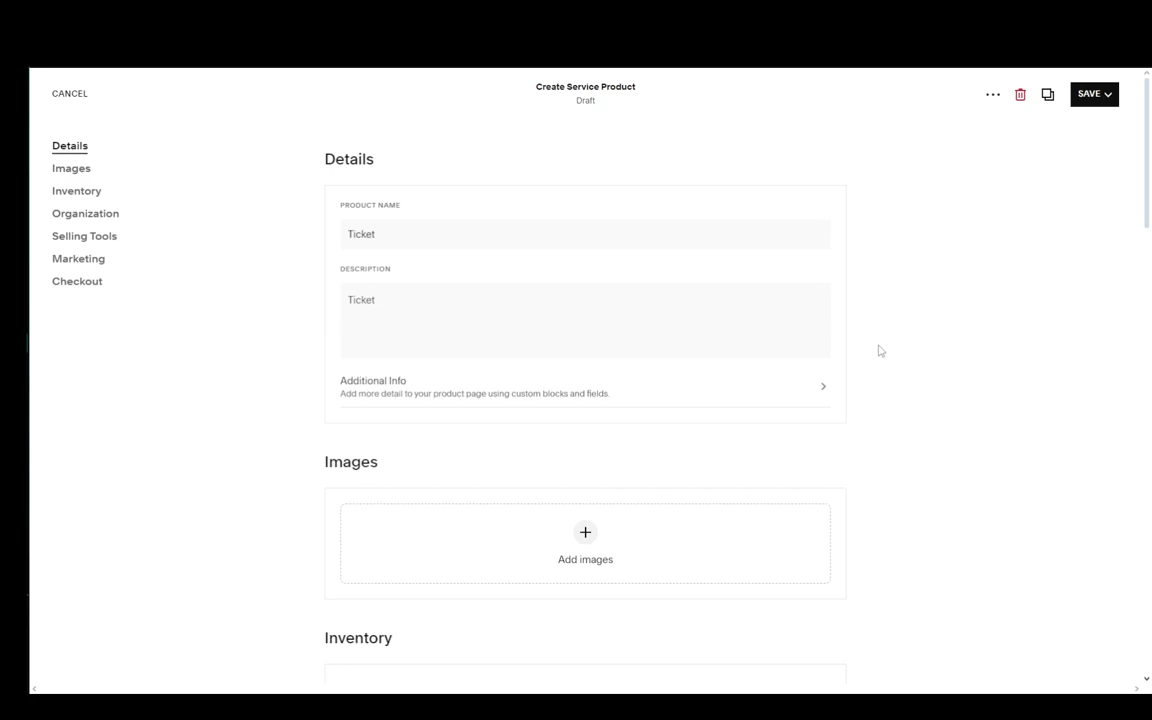 CANCEL
Create Service Product
Draft
SAVE
Details
Images
Inventory
Organization
Selling Tools
Marketing
Checkout
Details
PRODUCT NAME
Ticket
DESCRIPTION
Ticket
Additional Info
Add more detail to your product page using custom blocks and fields.
Images
Add images
Inventory